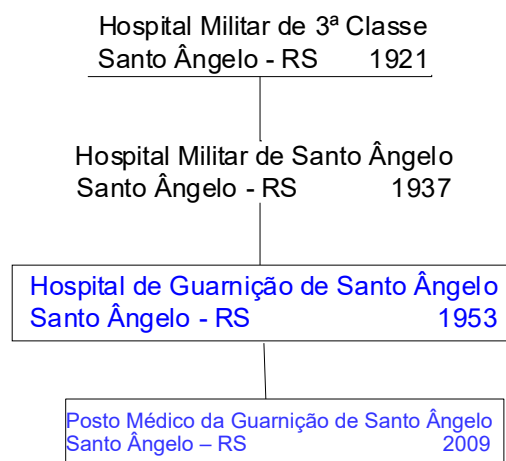 Hospital Militar de 3ª Classe
Santo Ângelo - RS 1921
Hospital Militar de Santo Ângelo
Santo Ângelo - RS 1937
Hospital de Guarnição de Santo Ângelo
Santo Ângelo - RS 1953
Posto Médico da Guarnição de Santo Ângelo
Santo Ângelo – RS 2009